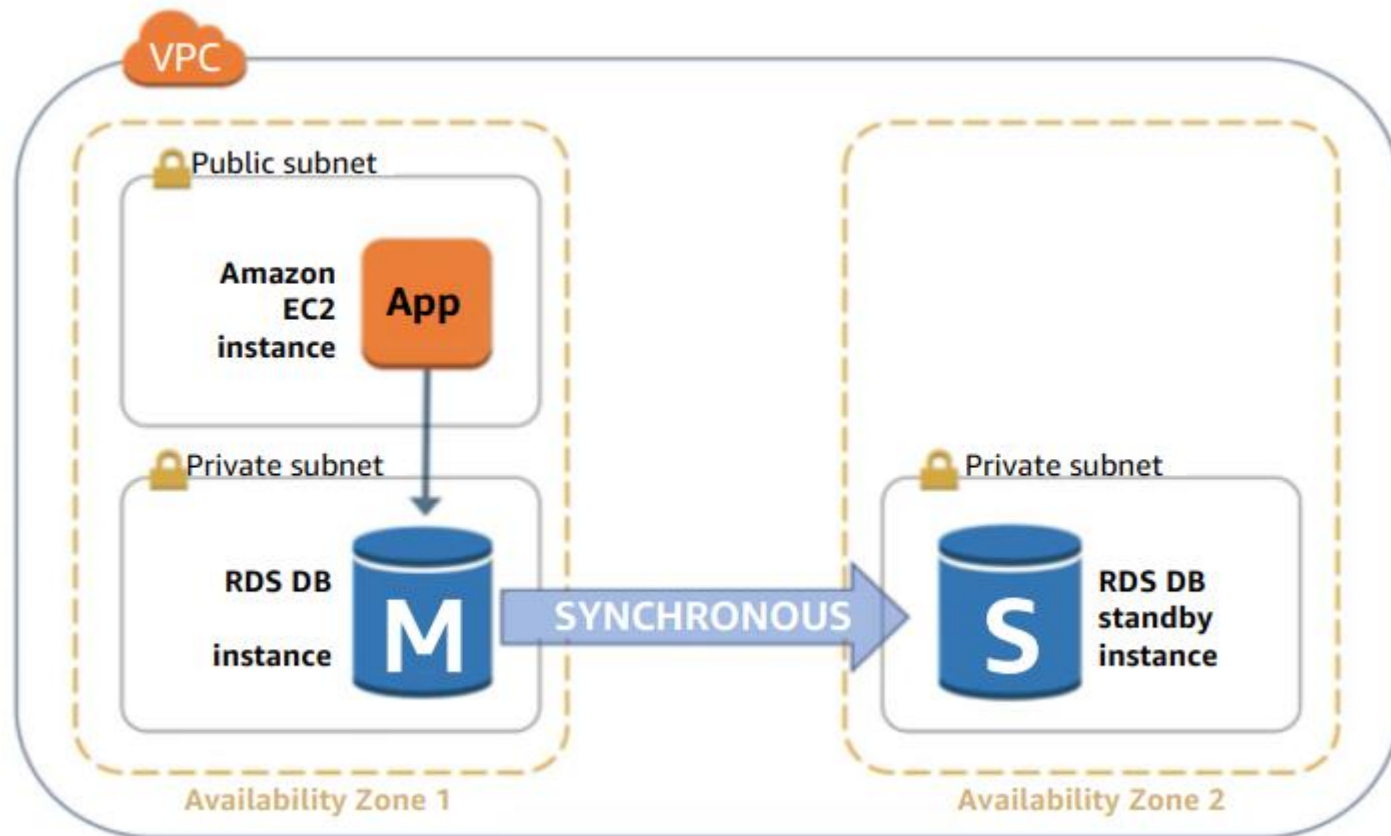 VPC
Public subnet
Amazon
EC2
instance
App
Private subnet
RDS DB
instance
M
SYNCHRONOUS
Private subnet
S
RDS DB
standby
instance
Availability Zone 1
Availability Zone 2